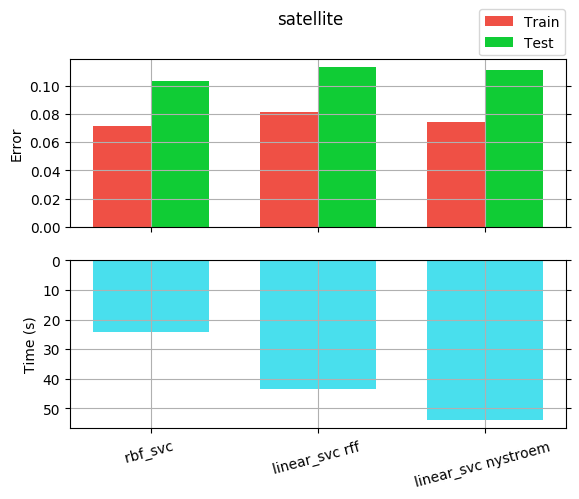 satellite
Train
Test
0.10
0.08
0.06
0.04
0.02
0.00
Error
0
10
20
30
40
50
Time (s)
rbf_svc
linear_svc rff
linear_svc nystroem